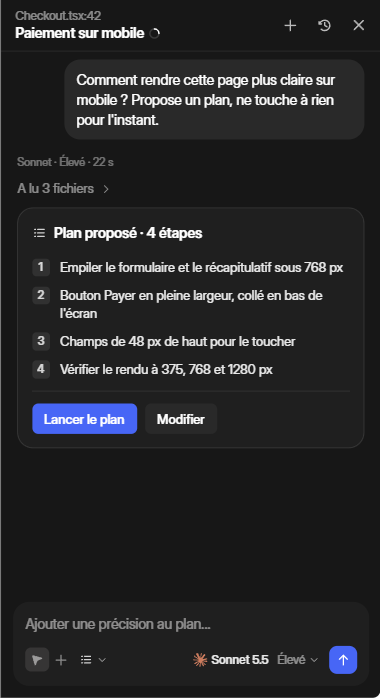 Checkout.tsx:42
Paiement sur mobile
Comment rendre cette page plus claire sur
mobile ? Propose un plan, ne touche à rien
pour l'instant.
Sonnet · Élevé · 22 s
A lu 3 fichiers
Plan proposé · 4 étapes
1 Empiler le formulaire et le récapitulatif sous 768 px
2 Bouton Payer en pleine largeur, collé en bas de
l'écran
3 Champs de 48 px de haut pour le toucher
4 Vérifier le rendu à 375, 768 et 1280 px
Lancer le plan Modifier
Ajouter une précision au plan...
Sonnet 5.5 Élevé